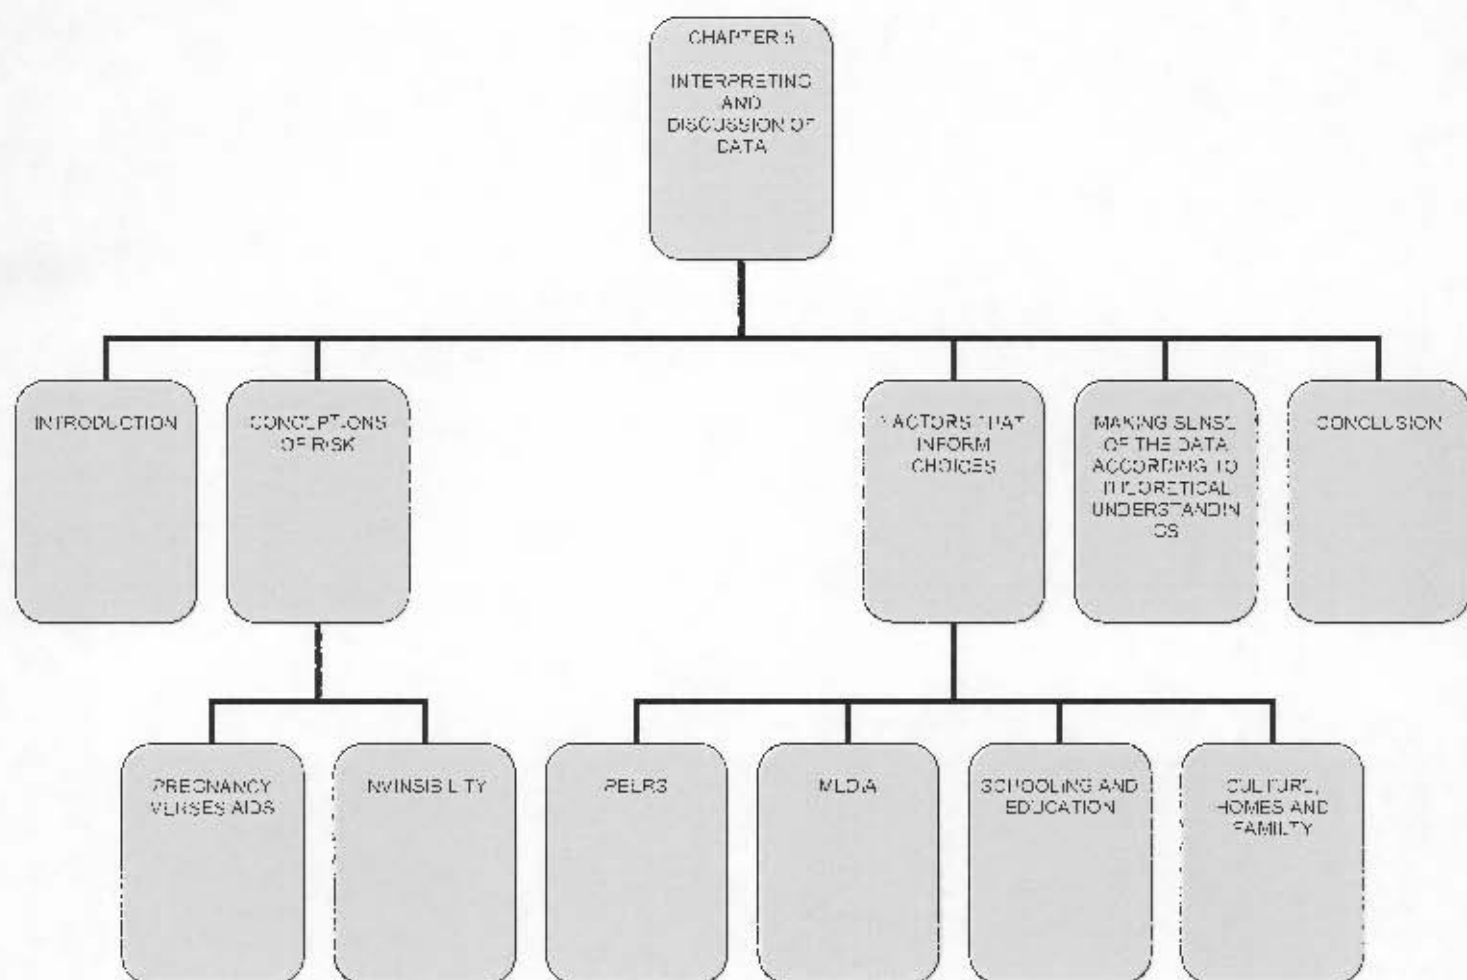 CHAPTER 5
INTERPRETING
AND
DISCUSSION OF
DATA
INTRODUCTION
CONCEPTIONS
OF RISK
FACTORS THAT
INFORM
CHOICES
MAKING SENSE
OF THE DATA
ACCORDING TO
THEORETICAL
UNDERSTANDIN
GS
CONCLUSION
PREGNANCY
VERSES AIDS
INVINSIBILITY
PEERS
MEDIA
SCHOOLING AND
EDUCATION
CULTURE,
HOMES AND
FAMILTY